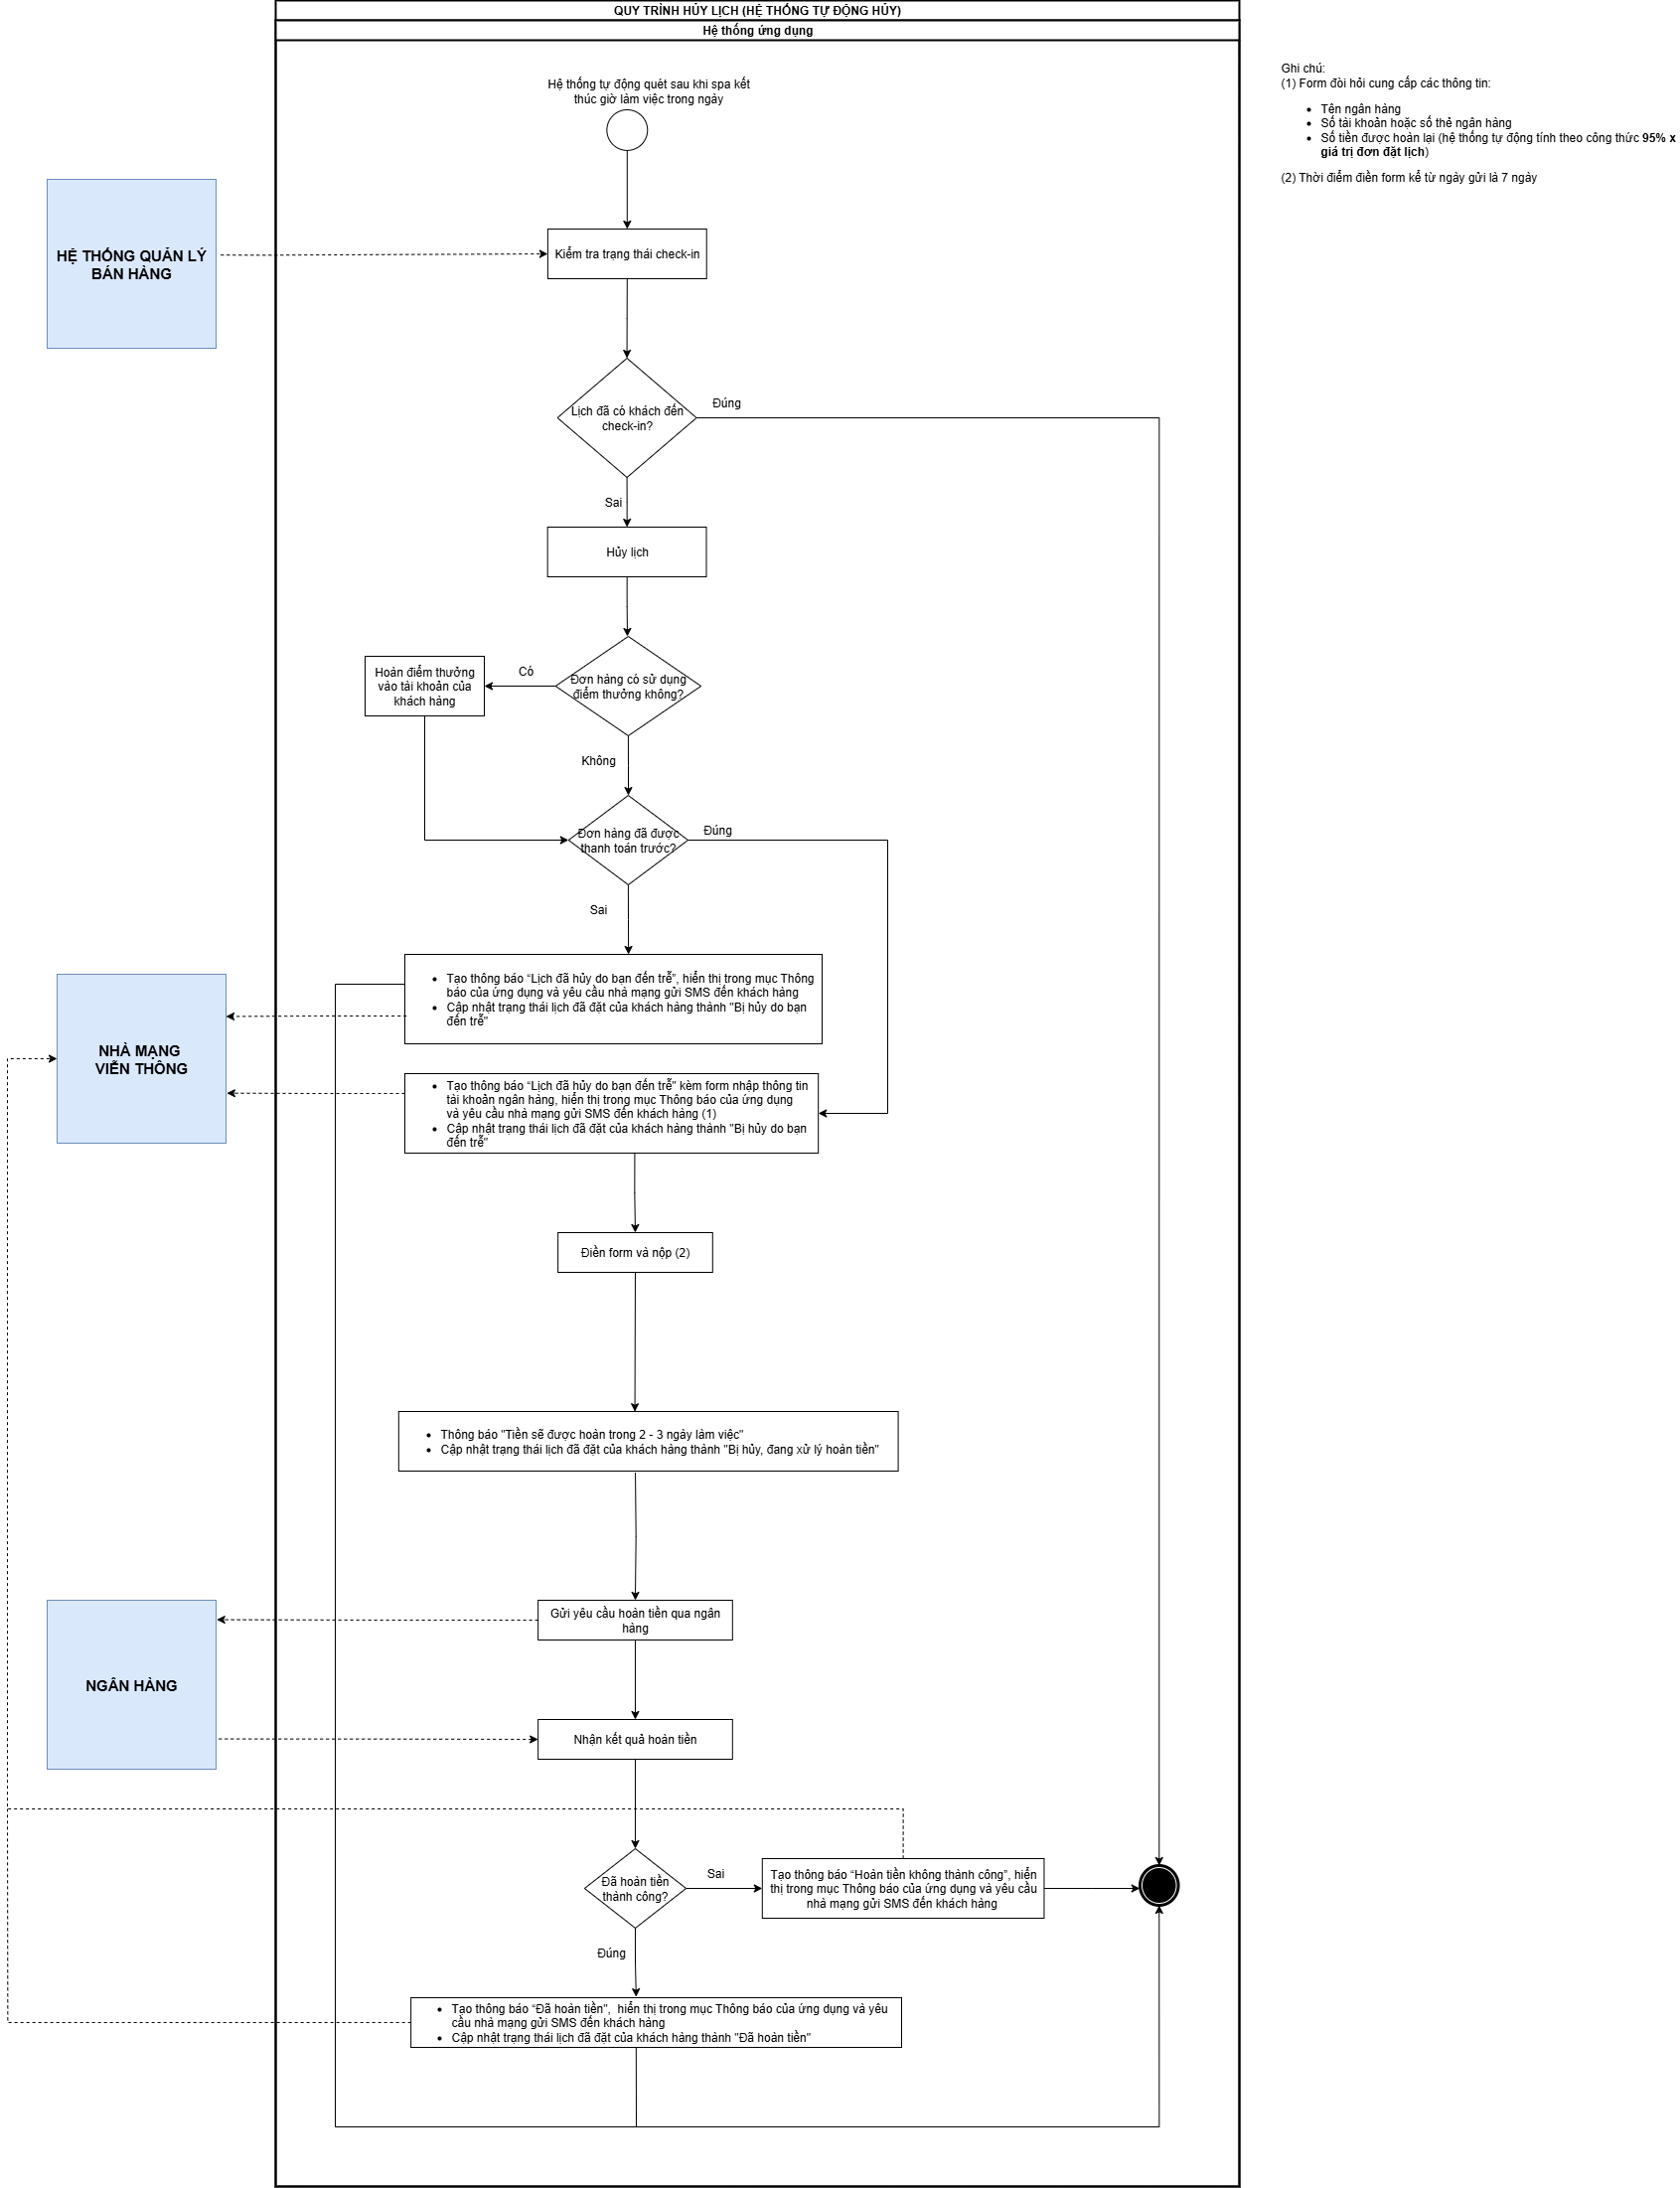 QUY TRÌNH HỦY LỊCH (HỆ THỐNG TỰ ĐỘNG HỦY)
Hệ thống ứng dụng
Hệ thống tự động quét sau khi spa kết
thúc giờ làm việc trong ngày
Ghi chú:
(1) Form đòi hỏi cung cấp các thông tin:
• Tên ngân hàng
• Số tài khoản hoặc số thẻ ngân hàng
• Số tiền được hoàn lại (hệ thống tự động tính theo công thức 95% x
giá trị đơn đặt lịch)
(2) Thời điểm điền form kể từ ngày gửi là 7 ngày
HỆ THỐNG QUẢN LÝ
BÁN HÀNG
Kiểm tra trạng thái check-in
Lịch đã có khách đến
check-in?
Đúng
Sai
Hủy lịch
Đơn hàng có sử dụng
điểm thưởng không?
Có
Hoàn điểm thưởng
vào tài khoản của
khách hàng
Không
Đơn hàng đã được
thanh toán trước?
Đúng
Sai
• Tạo thông báo “Lịch đã hủy do bạn đến trễ”, hiển thị trong mục Thông
báo của ứng dụng và yêu cầu nhà mạng gửi SMS đến khách hàng
• Cập nhật trạng thái lịch đã đặt của khách hàng thành "Bị hủy do bạn
đến trễ"
NHÀ MẠNG
VIỄN THÔNG
• Tạo thông báo “Lịch đã hủy do bạn đến trễ" kèm form nhập thông tin
tài khoản ngân hàng, hiển thị trong mục Thông báo của ứng dụng
và yêu cầu nhà mạng gửi SMS đến khách hàng (1)
• Cập nhật trạng thái lịch đã đặt của khách hàng thành "Bị hủy do bạn
đến trễ"
Điền form và nộp (2)
• Thông báo "Tiền sẽ được hoàn trong 2 - 3 ngày làm việc"
• Cập nhật trạng thái lịch đã đặt của khách hàng thành "Bị hủy, đang xử lý hoàn tiền"
Gửi yêu cầu hoàn tiền qua ngân
hàng
NGÂN HÀNG
Nhận kết quả hoàn tiền
Đã hoàn tiền
thành công?
Sai
Tạo thông báo “Hoàn tiền không thành công”, hiển
thị trong mục Thông báo của ứng dụng và yêu cầu
nhà mạng gửi SMS đến khách hàng
Đúng
• Tạo thông báo “Đã hoàn tiền", hiển thị trong mục Thông báo của ứng dụng và yêu
cầu nhà mạng gửi SMS đến khách hàng
• Cập nhật trạng thái lịch đã đặt của khách hàng thành "Đã hoàn tiền"